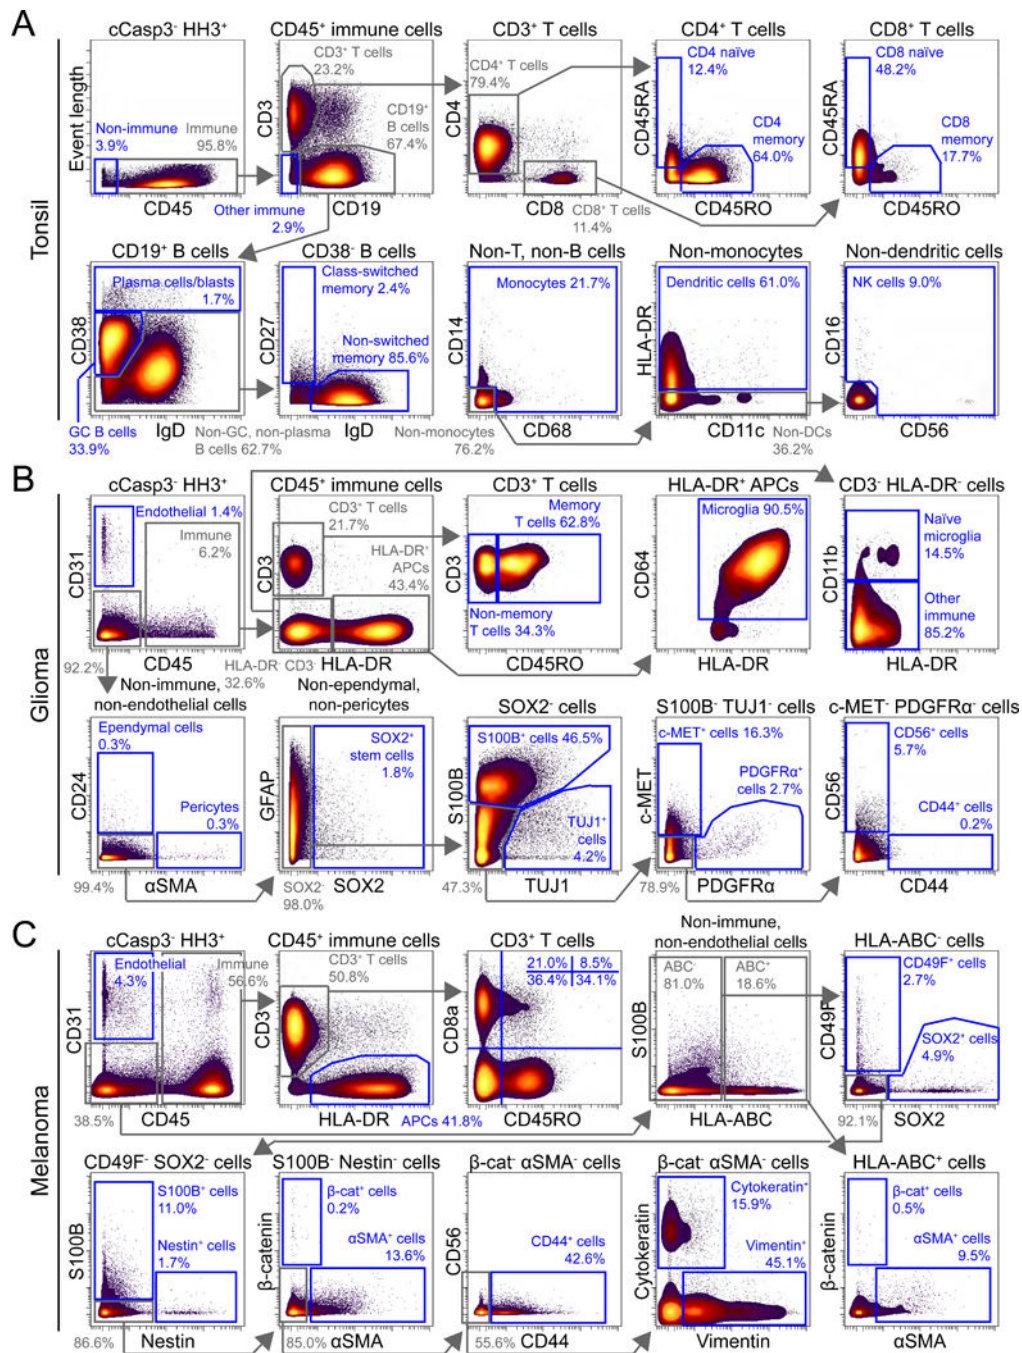 A
Tonsil
cCasp3⁻ HH3⁺
CD45⁺ immune cells
CD3⁺ T cells
CD4⁺ T cells
CD8⁺ T cells
Event length
Non-immune
3.9%
Immune
95.8%
CD45
CD3
CD3⁺ T cells
23.2%
CD19⁺
B cells
67.4%
Other immune
2.9%
CD19
CD4
CD4⁺ T cells
79.4%
CD8
CD8⁺ T cells
11.4%
CD45RA
CD4 naïve
12.4%
CD4
memory
64.0%
CD45RO
CD45RA
CD8 naïve
48.2%
CD8
memory
17.7%
CD45RO
CD19⁺ B cells
CD38⁻ B cells
Non-T, non-B cells
Non-monocytes
Non-dendritic cells
CD38
Plasma cells/blasts
1.7%
GC B cells
33.9%
IgD
Non-GC, non-plasma
B cells 62.7%
CD27
Class-switched
memory 2.4%
Non-switched
memory 85.6%
IgD
CD14
Monocytes 21.7%
Non-monocytes
76.2%
CD68
HLA-DR
Dendritic cells 61.0%
CD11c
Non-DCs
36.2%
CD16
NK cells 9.0%
CD56
B
Glioma
cCasp3⁻ HH3⁺
CD45⁺ immune cells
CD3⁺ T cells
HLA-DR⁺ APCs
CD3⁻ HLA-DR⁻ cells
CD31
Endothelial 1.4%
Immune
6.2%
92.2%
CD45
CD3
CD3⁺ T cells
21.7%
HLA-DR⁺
APCs
43.4%
HLA-DR⁻ CD3⁻
32.6%
HLA-DR
CD3
Memory
T cells 62.8%
Non-memory
T cells 34.3%
CD45RO
CD64
Microglia 90.5%
HLA-DR
CD11b
Naïve
microglia
14.5%
Other
immune
85.2%
HLA-DR
Non-immune,
non-endothelial cells
Non-ependymal,
non-pericytes
SOX2⁻ cells
S100B⁻ TUJ1⁻ cells
c-MET⁻ PDGFRα⁻ cells
CD24
Ependymal cells
0.3%
Pericytes
0.3%
99.4%
αSMA
GFAP
SOX2⁺
stem cells
1.8%
SOX2⁻
98.0%
SOX2
S100B
S100B⁺ cells 46.5%
TUJ1⁺
cells
4.2%
47.3%
TUJ1
c-MET
c-MET⁺ cells 16.3%
PDGFRα⁺
cells 2.7%
78.9%
PDGFRα
CD56
CD56⁺ cells
5.7%
CD44⁺ cells
0.2%
CD44
C
Melanoma
cCasp3⁻ HH3⁺
CD45⁺ immune cells
CD3⁺ T cells
Non-immune,
non-endothelial cells
HLA-ABC⁻ cells
CD31
Endothelial
4.3%
Immune
56.6%
38.5%
CD45
CD3
CD3⁺ T cells
50.8%
HLA-DR
APCs 41.8%
CD8a
21.0% 8.5%
36.4% 34.1%
CD45RO
S100B
ABC⁻
81.0%
ABC⁺
18.6%
HLA-ABC
CD49F
CD49F⁺ cells
2.7%
SOX2⁺ cells
4.9%
92.1%
SOX2
CD49F⁻ SOX2⁻ cells
S100B⁻ Nestin⁻ cells
β-cat⁻ αSMA⁻ cells
β-cat⁻ αSMA⁻ cells
HLA-ABC⁺ cells
S100B
S100B⁺ cells
11.0%
Nestin⁺ cells
1.7%
86.6%
Nestin
β-catenin
β-cat⁺ cells
0.2%
αSMA⁺ cells
13.6%
85.0%
αSMA
CD56
CD44⁺ cells
42.6%
55.6%
CD44
Cytokeratin
Cytokeratin⁺
15.9%
Vimentin⁺
45.1%
Vimentin
β-catenin
β-cat⁺ cells
0.5%
αSMA⁺ cells
9.5%
αSMA